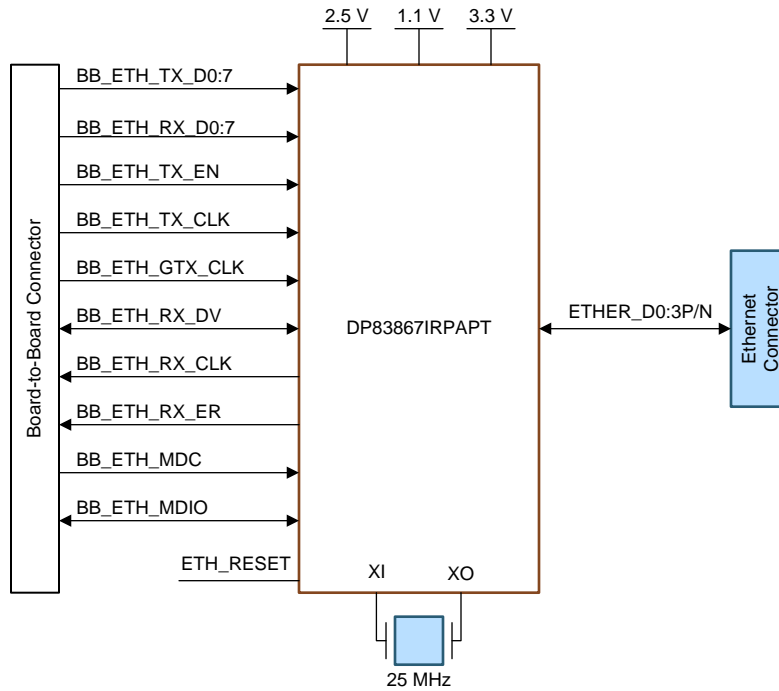 2.5 V 1.1 V 3.3 V
BB_ETH_TX_D0:7
BB_ETH_RX_D0:7
BB_ETH_TX_EN
BB_ETH_TX_CLK
BB_ETH_GTX_CLK
BB_ETH_RX_DV
BB_ETH_RX_CLK
BB_ETH_RX_ER
BB_ETH_MDC
BB_ETH_MDIO
ETH_RESET
Board-to-Board Connector
DP83867IRPAPT
XI XO
25 MHz
ETHER_D0:3P/N
Ethernet
Connector